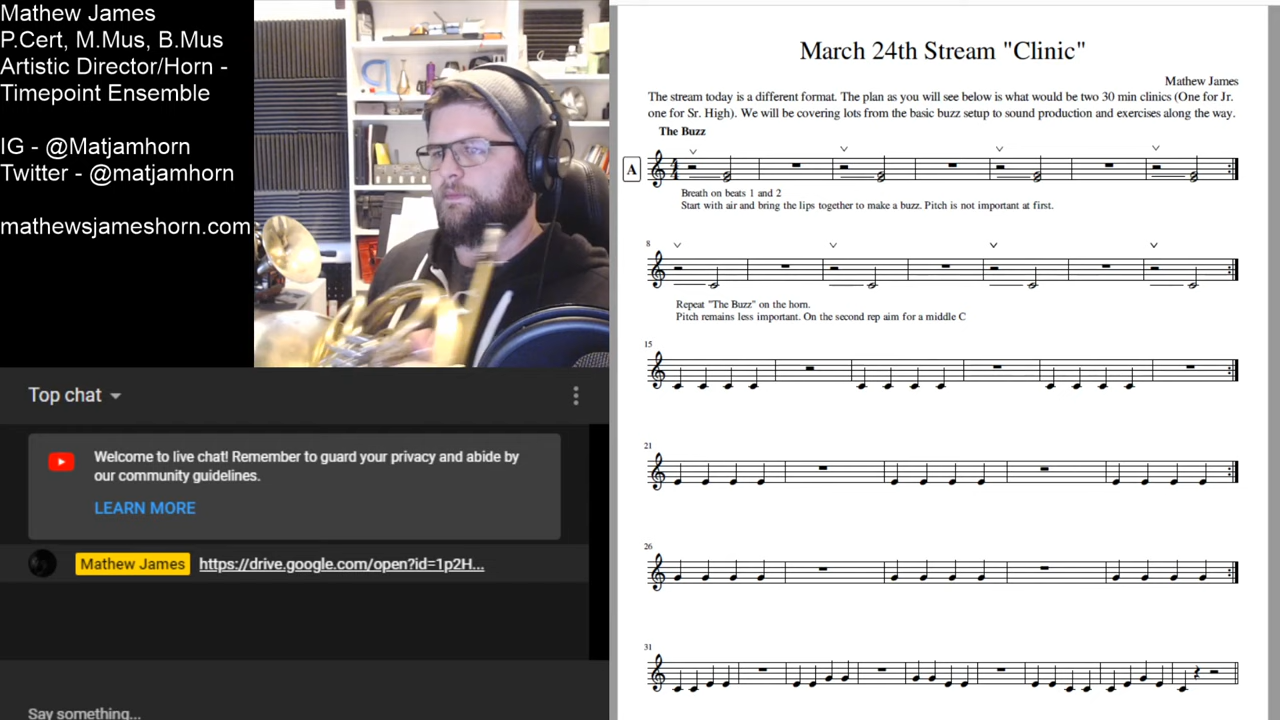 Mathew James
P.Cert, M.Mus, B.Mus
Artistic Director/Horn -
Timepoint Ensemble
IG - @Matjamhorn
Twitter - @matjamhorn
mathewsjameshorn.com
Top chat
Welcome to live chat! Remember to guard your privacy and abide by
our community guidelines.
LEARN MORE
Mathew James https://drive.google.com/open?id=1p2H...
Say something...
March 24th Stream "Clinic"
Mathew James
The stream today is a different format. The plan as you will see below is what would be two 30 min clinics (One for Jr.
one for Sr. High). We will be covering lots from the basic buzz setup to sound production and exercises along the way.
The Buzz
A
Breath on beats 1 and 2
Start with air and bring the lips together to make a buzz. Pitch is not important at first.
8
Repeat "The Buzz" on the horn.
Pitch remains less important. On the second rep aim for a middle C
15
21
26
31